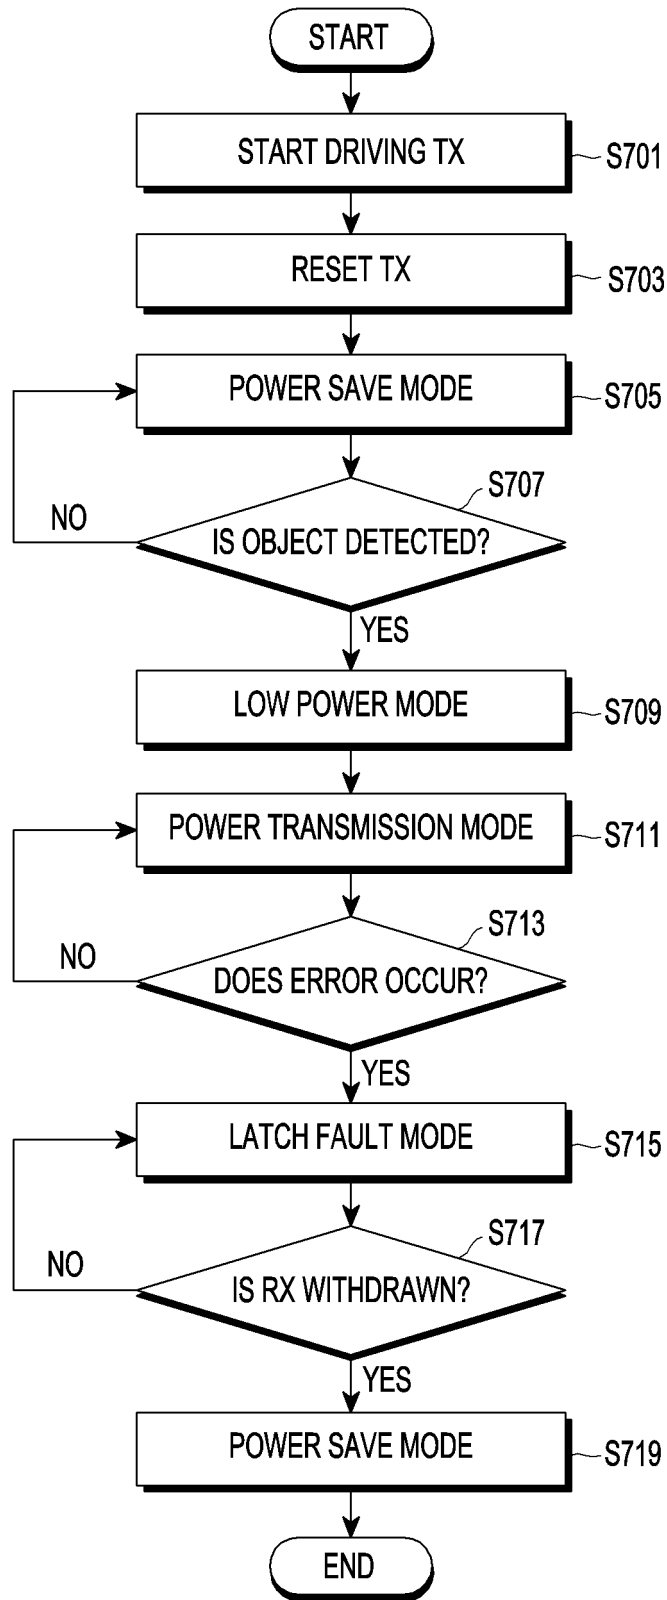 START
START DRIVING TX
S701
RESET TX
S703
POWER SAVE MODE
S705
S707
NO
IS OBJECT DETECTED?
YES
LOW POWER MODE
S709
POWER TRANSMISSION MODE
S711
S713
NO
DOES ERROR OCCUR?
YES
LATCH FAULT MODE
S715
S717
NO
IS RX WITHDRAWN?
YES
POWER SAVE MODE
S719
END